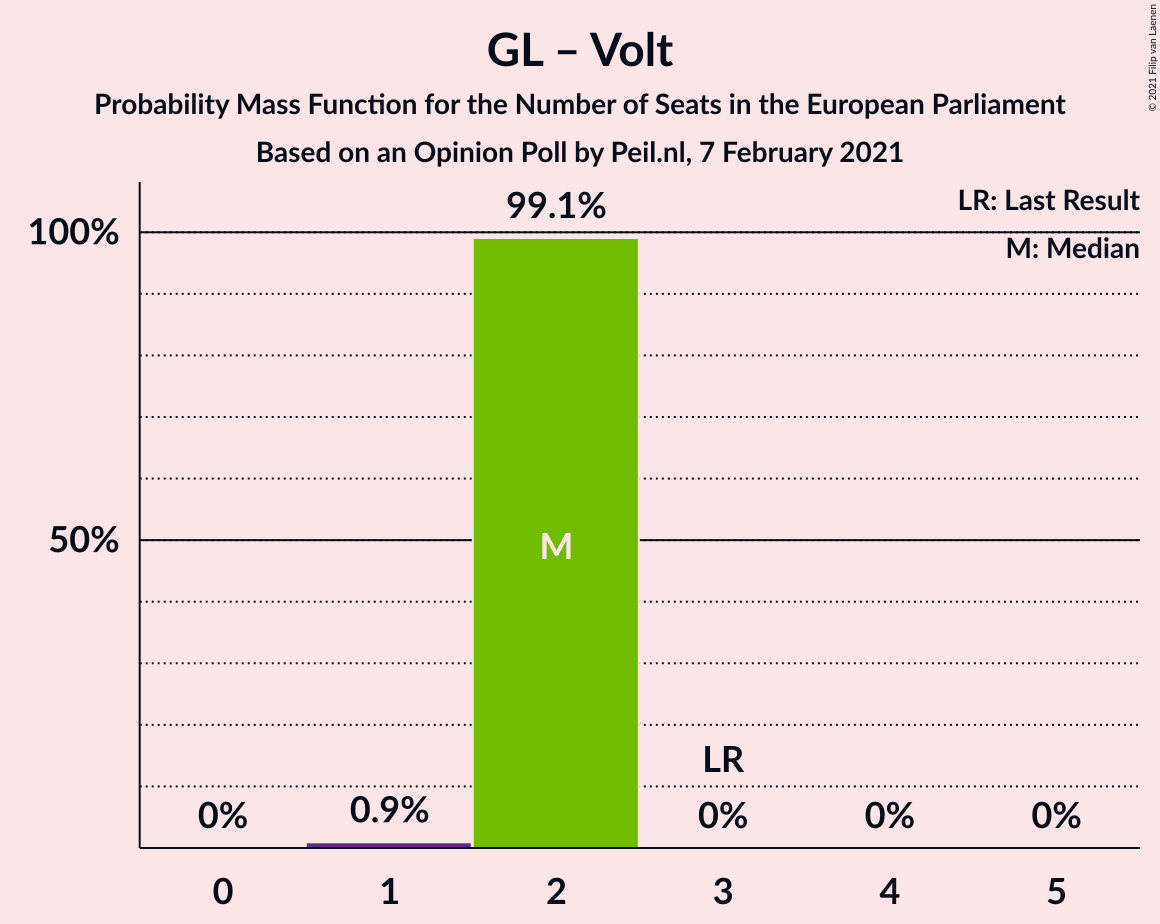 GL – Volt
Probability Mass Function for the Number of Seats in the European Parliament
Based on an Opinion Poll by Peil.nl, 7 February 2021
© 2021 Filip van Laenen
LR: Last Result
M: Median
99.1%
100%
50%
M
LR
0%
0.9%
0%
0%
0%
0
1
2
3
4
5